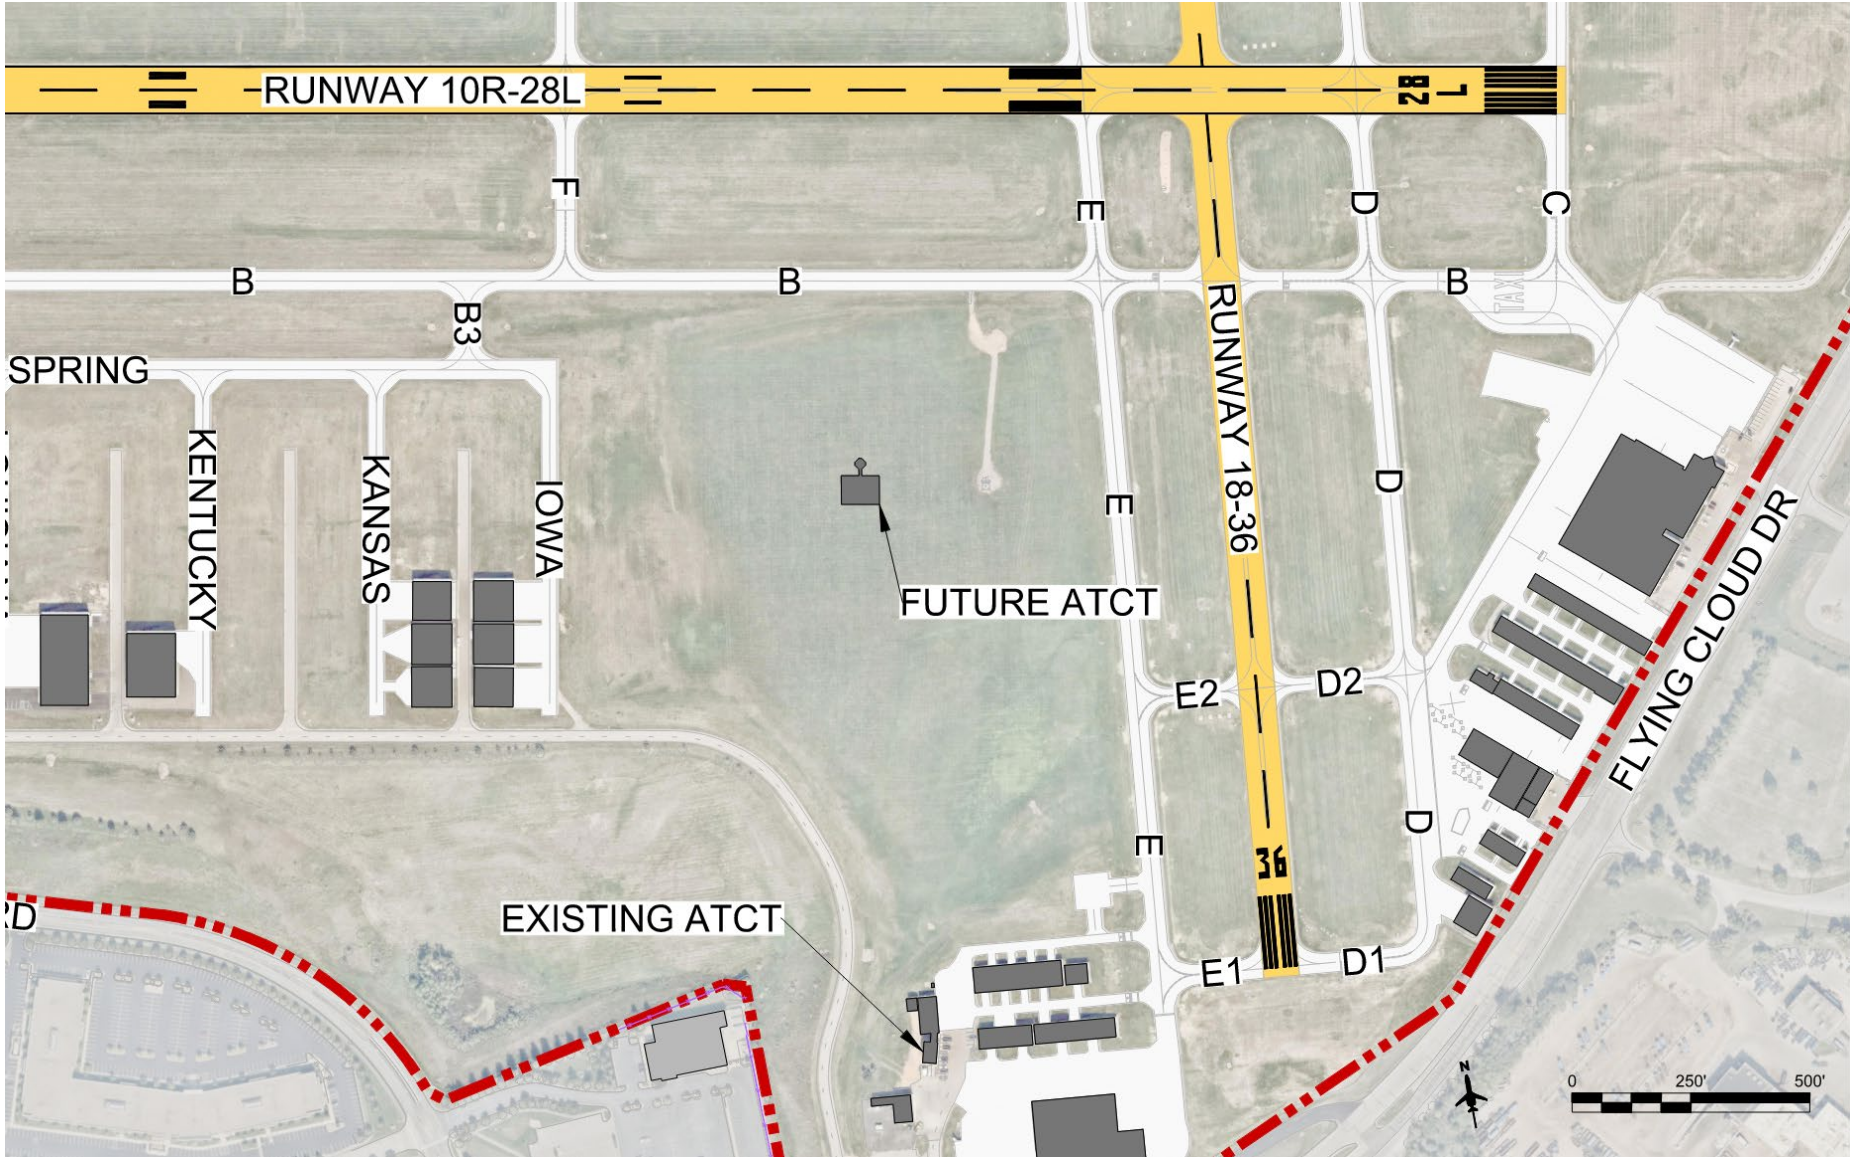 RUNWAY 10R-28L
28
L
F
E
D
C
B
B
B
TAXI
B3
SPRING
RUNWAY 18-36
KENTUCKY
KANSAS
IOWA
E
D
FUTURE ATCT
FLYING CLOUD DR
E2
D2
E
D
36
EXISTING ATCT
RD
E1
D1
N
0 250' 500'